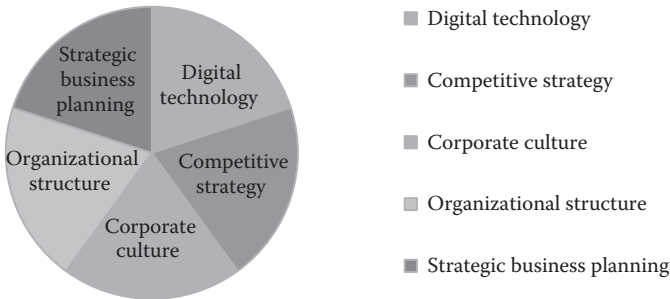 Strategic
business
planning
Digital
technology
Organizational
structure
Competitive
strategy
Corporate
culture
Digital technology
Competitive strategy
Corporate culture
Organizational structure
Strategic business planning